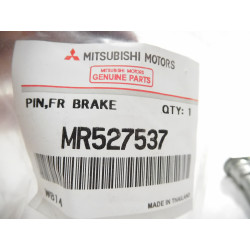 MITSUBISHI MOTORS
MITSUBISHI MOTORS
GENUINE PARTS
PIN,FR BRAKE QTY: 1
MR527537
MADE IN THAILAND